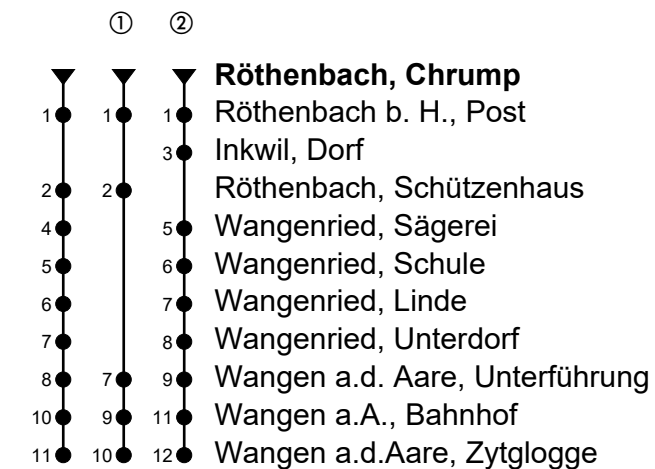 ① ②
Röthenbach, Chrump
1 1 1 Röthenbach b. H., Post
3 Inkwil, Dorf
2 2 Röthenbach, Schützenhaus
4 5 Wangenried, Sägerei
5 6 Wangenried, Schule
6 7 Wangenried, Linde
7 8 Wangenried, Unterdorf
8 7 9 Wangen a.d. Aare, Unterführung
10 9 11 Wangen a.A., Bahnhof
11 10 12 Wangen a.d.Aare, Zytglogge